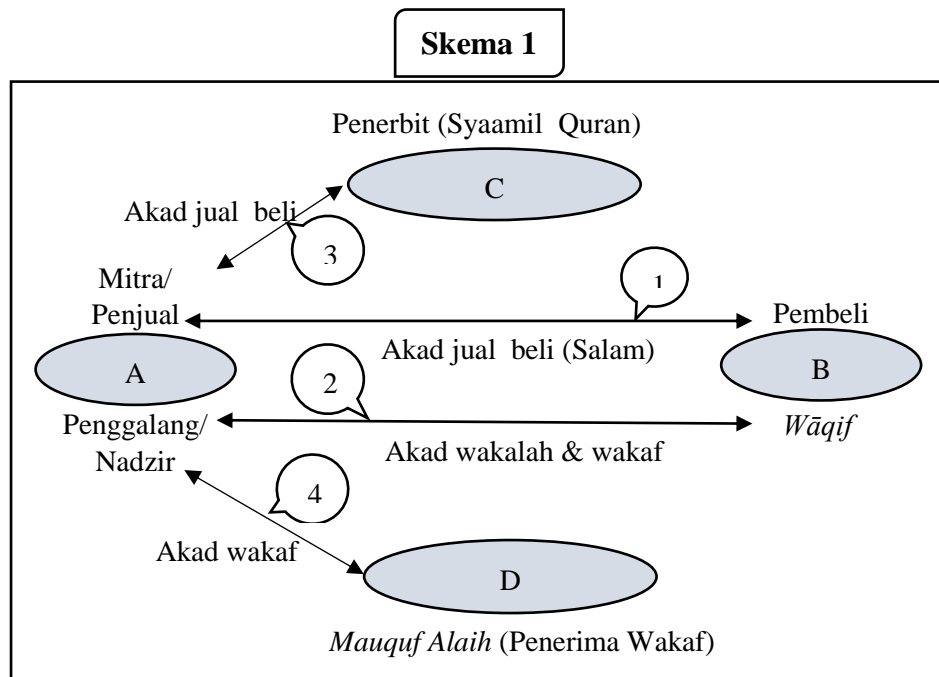 Skema 1
Penerbit (Syaamil Quran)
C
Akad jual beli
3
Mitra/
Penjual
1
Pembeli
A
Akad jual beli (Salam)
B
2
Penggalang/
Nadzir
Wāqif
Akad wakalah & wakaf
4
Akad wakaf
D
Mauquf Alaih (Penerima Wakaf)